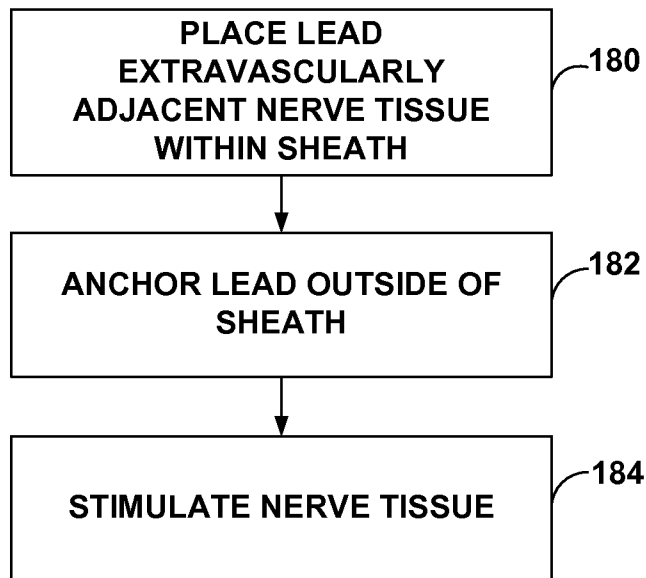 PLACE LEAD
EXTRAVASCULARLY
ADJACENT NERVE TISSUE
WITHIN SHEATH
180
ANCHOR LEAD OUTSIDE OF
SHEATH
182
STIMULATE NERVE TISSUE
184